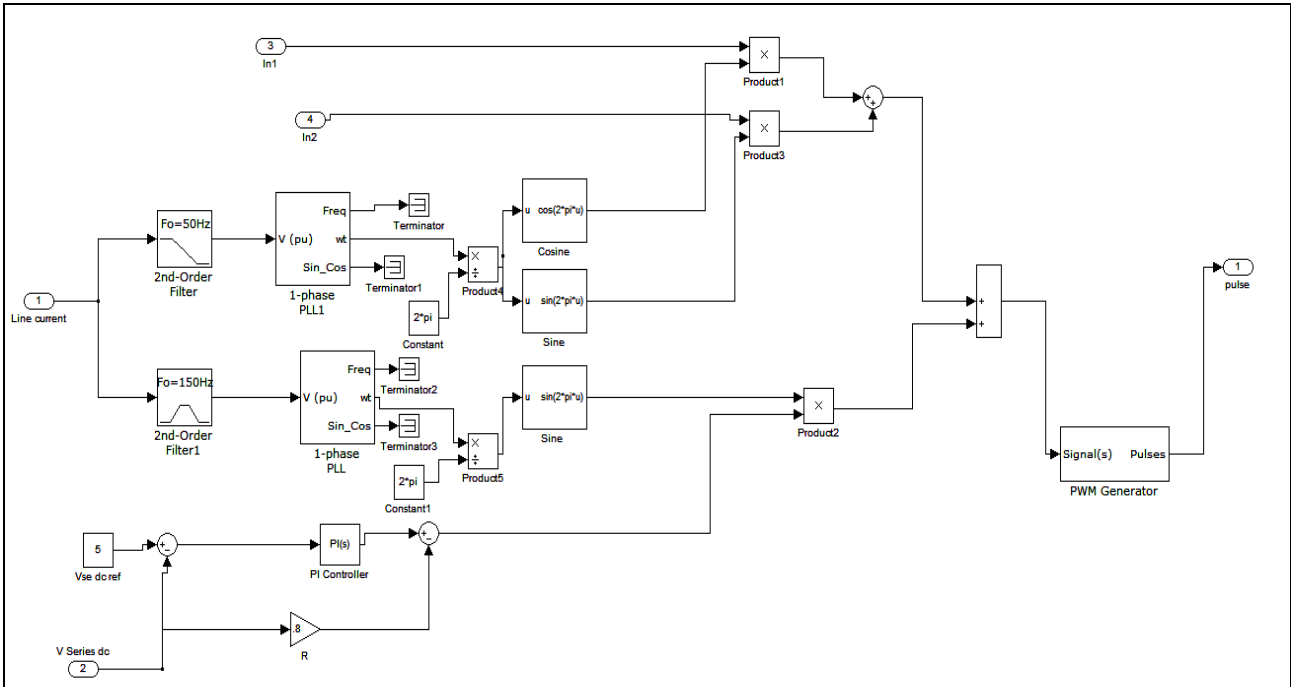 3
In1
×
Product1
+
+
4
In2
×
Product3
Fo=50Hz
2nd-Order
Filter
V (pu)
Freq
wt
Sin_Cos
1-phase
PLL1
Terminator
Terminator1
×
÷
Product4
2*pi
Constant
u cos(2*pi*u)
Cosine
u sin(2*pi*u)
Sine
1
Line current
+
+
1
pulse
Fo=150Hz
2nd-Order
Filter1
V (pu)
Freq
wt
Sin_Cos
1-phase
PLL
Terminator2
Terminator3
×
÷
Product5
2*pi
Constant1
u sin(2*pi*u)
Sine
×
Product2
Signal(s) Pulses
PWM Generator
5
Vse dc ref
+
−
PI(s)
PI Controller
+
−
.8
R
V Series dc
2